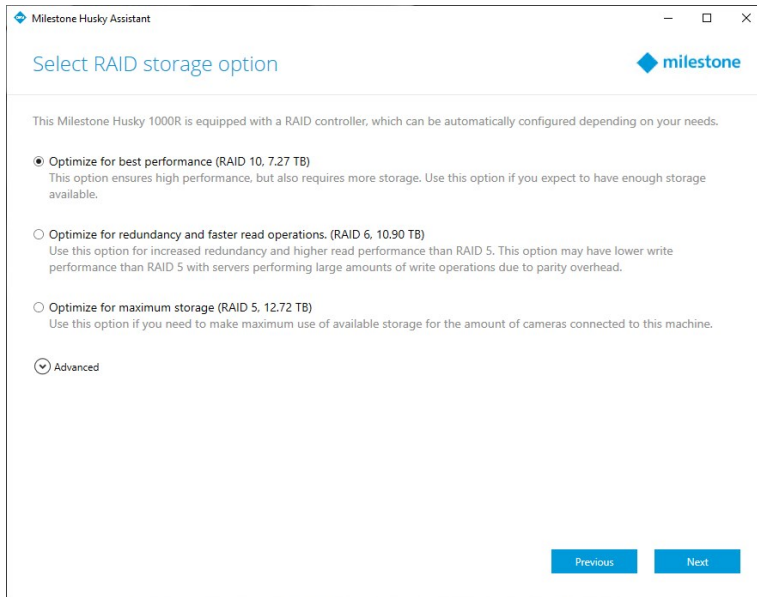 Milestone Husky Assistant
Select RAID storage option
milestone
This Milestone Husky 1000R is equipped with a RAID controller, which can be automatically configured depending on your needs.
Optimize for best performance (RAID 10, 7.27 TB)
This option ensures high performance, but also requires more storage. Use this option if you expect to have enough storage
available.
Optimize for redundancy and faster read operations. (RAID 6, 10.90 TB)
Use this option for increased redundancy and higher read performance than RAID 5. This option may have lower write
performance than RAID 5 with servers performing large amounts of write operations due to parity overhead.
Optimize for maximum storage (RAID 5, 12.72 TB)
Use this option if you need to make maximum use of available storage for the amount of cameras connected to this machine.
Advanced
Previous
Next